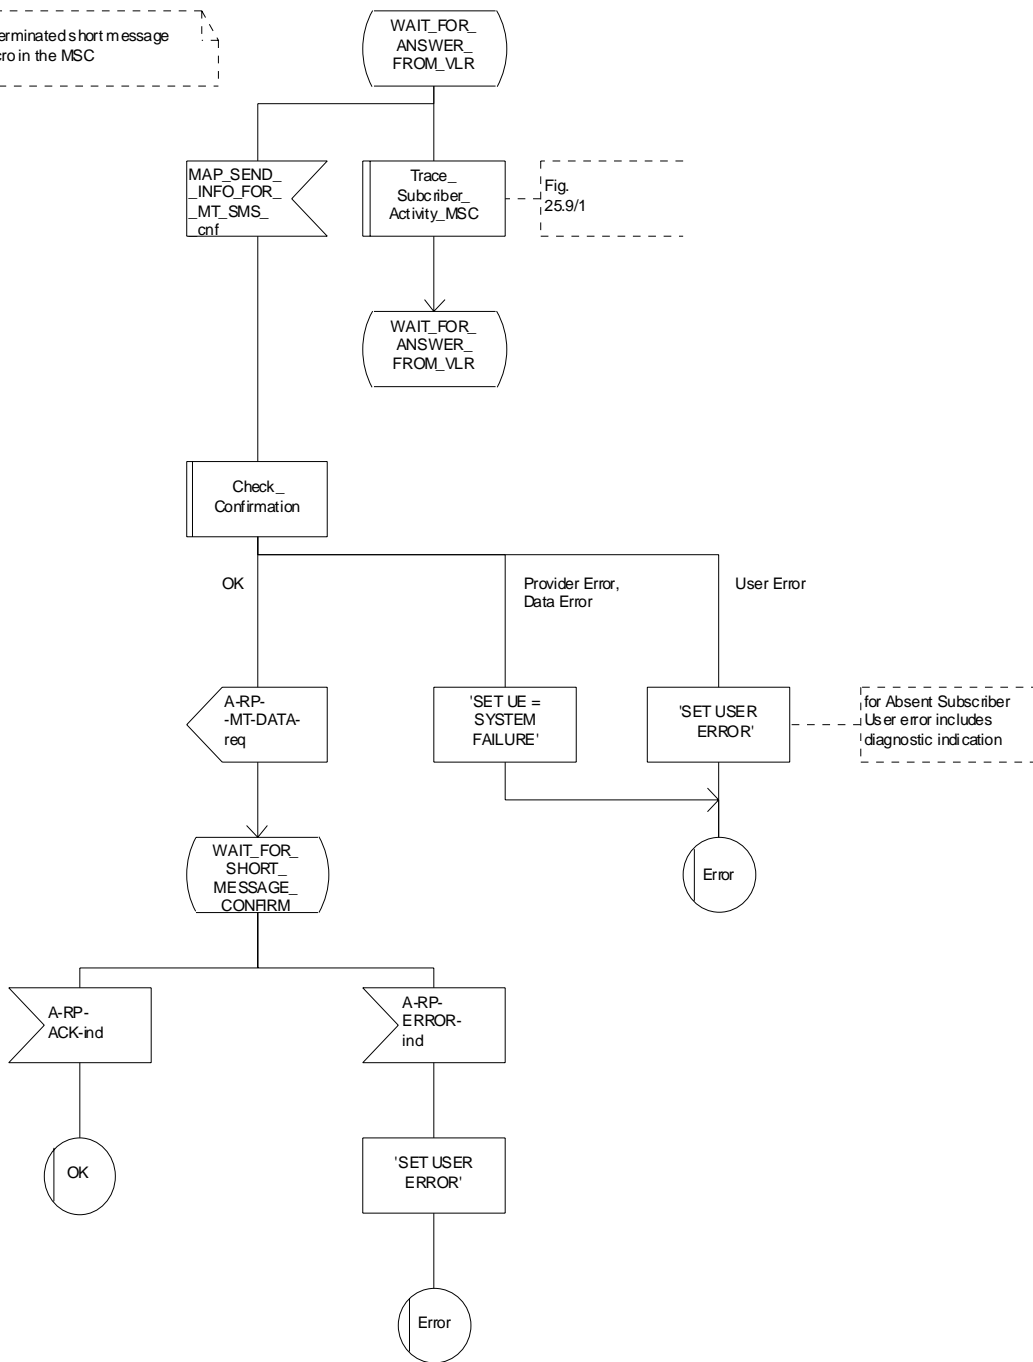 short message
in the MSC
WAIT_FOR_
ANSWER_
FROM_VLR
MAP_SEND_
_INFO_FOR_
_MT_SMS_
_cnf
Trace_
Subcriber_
Activity_MSC
Fig.
25.9/1
WAIT_FOR_
ANSWER_
FROM_VLR
Check_
Confirmation
OK
Provider Error,
Data Error
User Error
A-RP-
-MT-DATA-
req
'SET UE =
SYSTEM
FAILURE'
'SET USER
ERROR'
for Absent Subscriber
User error includes
diagnostic indication
WAIT_FOR_
SHORT_
MESSAGE_
CONFIRM
Error
A-RP-
ACK-ind
A-RP-
ERROR-
ind
OK
'SET USER
ERROR'
Error